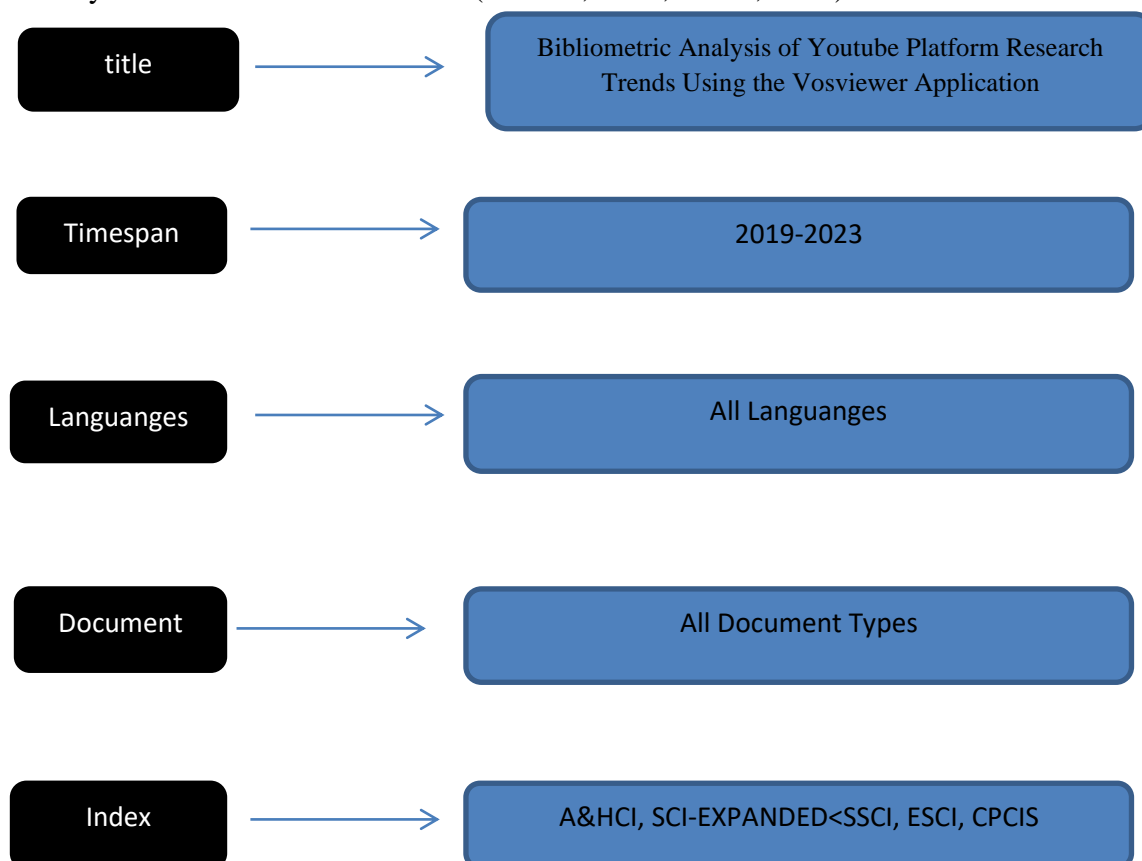 title
Bibliometric Analysis of Youtube Platform Research
Trends Using the Vosviewer Application
Timespan
2019-2023
Languanges
All Languanges
Document
All Document Types
Index
A&HCI, SCI-EXPANDED<SSCI, ESCI, CPCIS